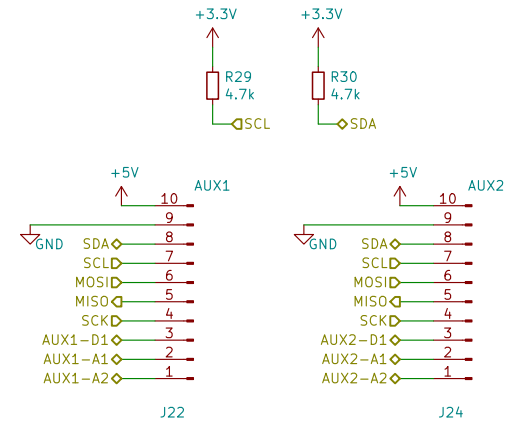 +3.3V +3.3V
R29 R30
4.7k 4.7k
SCL SDA
+5V AUX1 +5V AUX2
10 10
9 9
GND GND
SDA 8 SDA 8
SCL 7 SCL 7
MOSI 6 MOSI 6
MISO 5 MISO 5
SCK 4 SCK 4
AUX1-D1 3 AUX2-D1 3
AUX1-A1 2 AUX2-A1 2
AUX1-A2 1 AUX2-A2 1
J22 J24